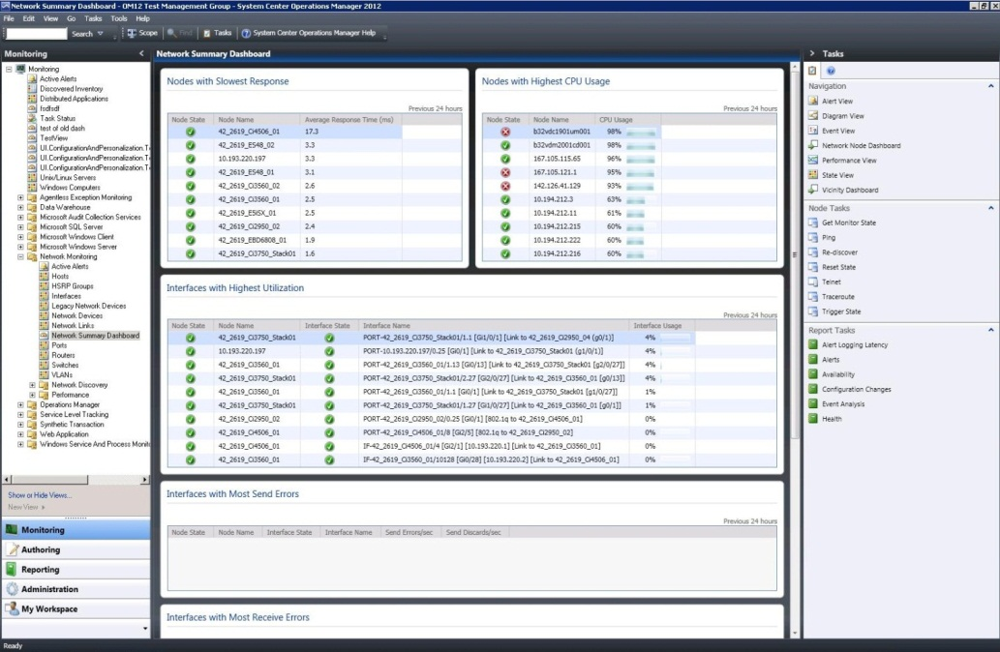 Network Summary Dashboard - OM12 Test Management Group - System Center Operations Manager 2012
File Edit View Go Tasks Tools Help
Search Scope Find Tasks System Center Operations Manager Help
Monitoring <
Monitoring
Active Alerts
Discovered Inventory
Distributed Applications
fsdfsdf
Task Status
test of old dash
TestView
UI.ConfigurationAndPersonalization.Te
UI.ConfigurationAndPersonalization.Te
UI.ConfigurationAndPersonalization.Te
Unix/Linux Servers
Windows Computers
Agentless Exception Monitoring
Data Warehouse
Microsoft Audit Collection Services
Microsoft SQL Server
Microsoft Windows Client
Microsoft Windows Server
Network Monitoring
Active Alerts
Hosts
HSRP Groups
Interfaces
Legacy Network Devices
Network Devices
Network Links
Network Summary Dashboard
Ports
Routers
Switches
VLANs
Network Discovery
Performance
Operations Manager
Service Level Tracking
Synthetic Transaction
Web Application
Windows Service And Process Monito
Show or Hide Views...
New View
Monitoring
Authoring
Reporting
Administration
My Workspace
Ready
Network Summary Dashboard
Nodes with Slowest Response
Previous 24 hours
Node State Node Name Average Response Time (ms)
42_2619_Ci4506_01 17.3
42_2619_ES48_02 3.3
10.193.220.197 3.3
42_2619_ES48_01 3.1
42_2619_Ci3560_02 2.6
42_2619_Ci3560_01 2.5
42_2619_ESiSX_01 2.5
42_2619_Ci2950_02 2.4
42_2619_EBD6808_01 1.9
42_2619_Ci3750_Stack01 1.6
Nodes with Highest CPU Usage
Previous 24 hours
Node State Node Name CPU Usage
b32vdc1901um001 98%
b32vdm2001cd001 98%
167.105.115.65 96%
167.105.121.1 95%
142.126.41.129 93%
10.194.212.3 63%
10.194.212.11 61%
10.194.212.215 60%
10.194.212.222 60%
10.194.212.216 60%
Interfaces with Highest Utilization
Previous 24 hours
Node State Node Name Interface State Interface Name Interface Usage
42_2619_Ci3750_Stack01 PORT-42_2619_Ci3750_Stack01/1.1 [Gi1/0/1] [Link to 42_2619_Ci2950_04 (g0/1)] 4%
10.193.220.197 PORT-10.193.220.197/0.25 [Gi0/1] [Link to 42_2619_Ci3750_Stack01 (g1/0/1)] 4%
42_2619_Ci3560_01 PORT-42_2619_Ci3560_01/1.13 [Gi0/13] [Link to 42_2619_Ci3750_Stack01 [g2/0/27]] 4%
42_2619_Ci3750_Stack01 PORT-42_2619_Ci3750_Stack01/2.27 [Gi2/0/27] [Link to 42_2619_Ci3560_01 [g0/13]] 4%
42_2619_Ci3560_01 PORT-42_2619_Ci3560_01/1.1 [Gi0/1] [Link to 42_2619_Ci3750_Stack01 [g1/0/27]] 1%
42_2619_Ci3750_Stack01 PORT-42_2619_Ci3750_Stack01/1.27 [Gi1/0/27] [Link to 42_2619_Ci3560_01 [g0/1]] 1%
42_2619_Ci2950_02 PORT-42_2619_Ci2950_02/0.25 [Gi0/1] [802.1q to 42_2619_Ci4506_01] 0%
42_2619_Ci4506_01 PORT-42_2619_Ci4506_01/8 [Gi2/5] [802.1q to 42_2619_Ci2950_02] 0%
42_2619_Ci4506_01 IF-42_2619_Ci4506_01/4 [Gi2/1] [10.193.220.1] [Link to 42_2619_Ci3560_01] 0%
42_2619_Ci3560_01 IF-42_2619_Ci3560_01/10128 [Gi0/28] [10.193.220.2] [Link to 42_2619_Ci4506_01] 0%
Interfaces with Most Send Errors
Previous 24 hours
Node State Node Name Interface State Interface Name Send Errors/sec Send Discards/sec
Interfaces with Most Receive Errors
> Tasks
Navigation
Alert View
Diagram View
Event View
Network Node Dashboard
Performance View
State View
Vicinity Dashboard
Node Tasks
Get Monitor State
Ping
Re-discover
Reset State
Telnet
Traceroute
Trigger State
Report Tasks
Alert Logging Latency
Alerts
Availability
Configuration Changes
Event Analysis
Health